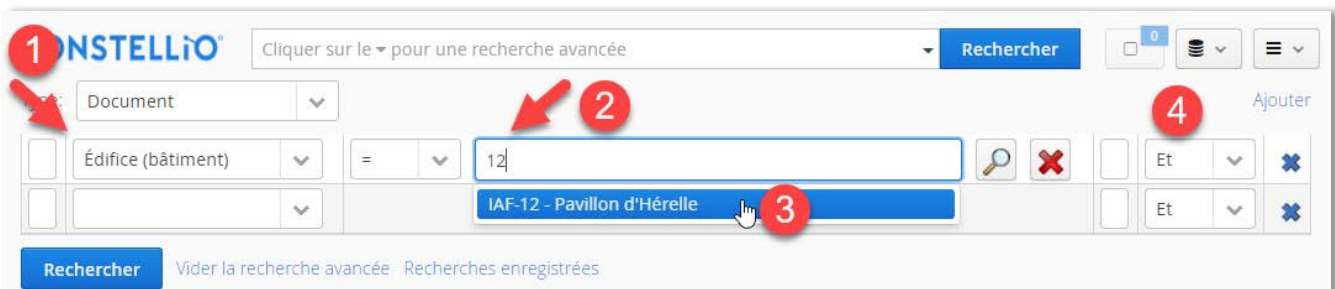 1
NSTELLiO
Cliquer sur le ▾ pour une recherche avancée
Rechercher
0
Document
2
4
Ajouter
Édifice (bâtiment)
=
12
Et
IAF-12 - Pavillon d'Hérelle
3
Et
Rechercher
Vider la recherche avancée
Recherches enregistrées